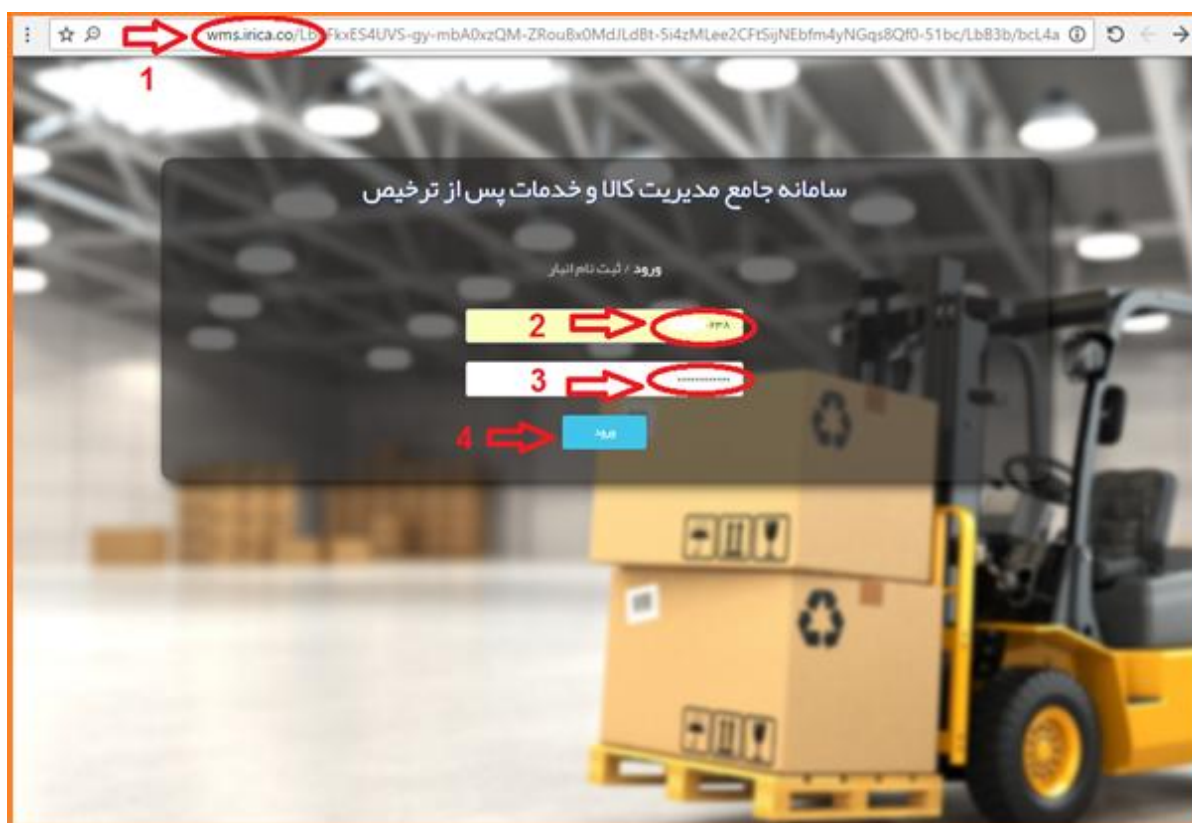 wms.irica.co
1
سامانه جامع مدیریت کالا و خدمات پس از ترخیص
ورود / ثبت نام انبار
2
3
4
ورود